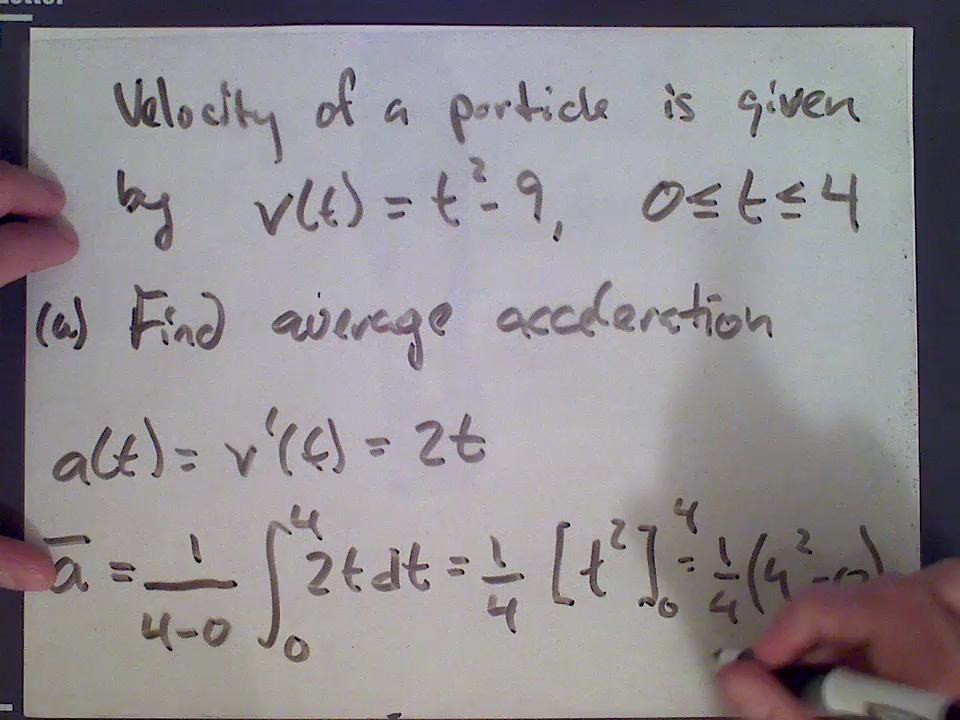 Velocity of a particle is given
by v(t) = t² - 9, 0 ≤ t ≤ 4
(a) Find average acceleration
a(t) = v'(t) = 2t
a̅ = 1/(4-0) ∫₀⁴ 2t dt = 1/4 [t²]₀⁴ = 1/4 (4² - 0)